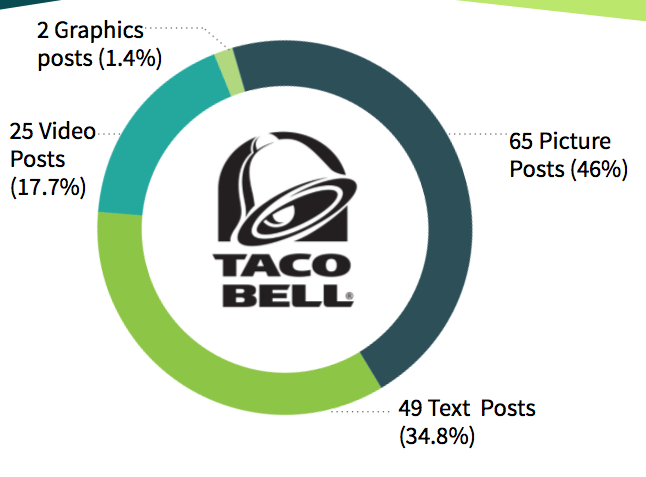 2 Graphics
posts (1.4%)
25 Video
Posts
(17.7%)
65 Picture
Posts (46%)
TACO
BELL®
49 Text Posts
(34.8%)